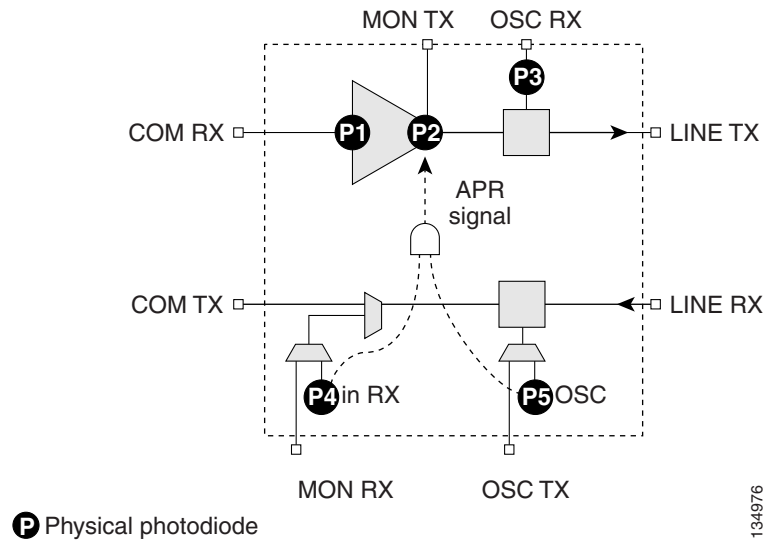 MON TX
OSC RX
P3
COM RX
P1
P2
LINE TX
APR
signal
COM TX
LINE RX
P4
in RX
P5
OSC
MON RX
OSC TX
P
Physical photodiode
134976